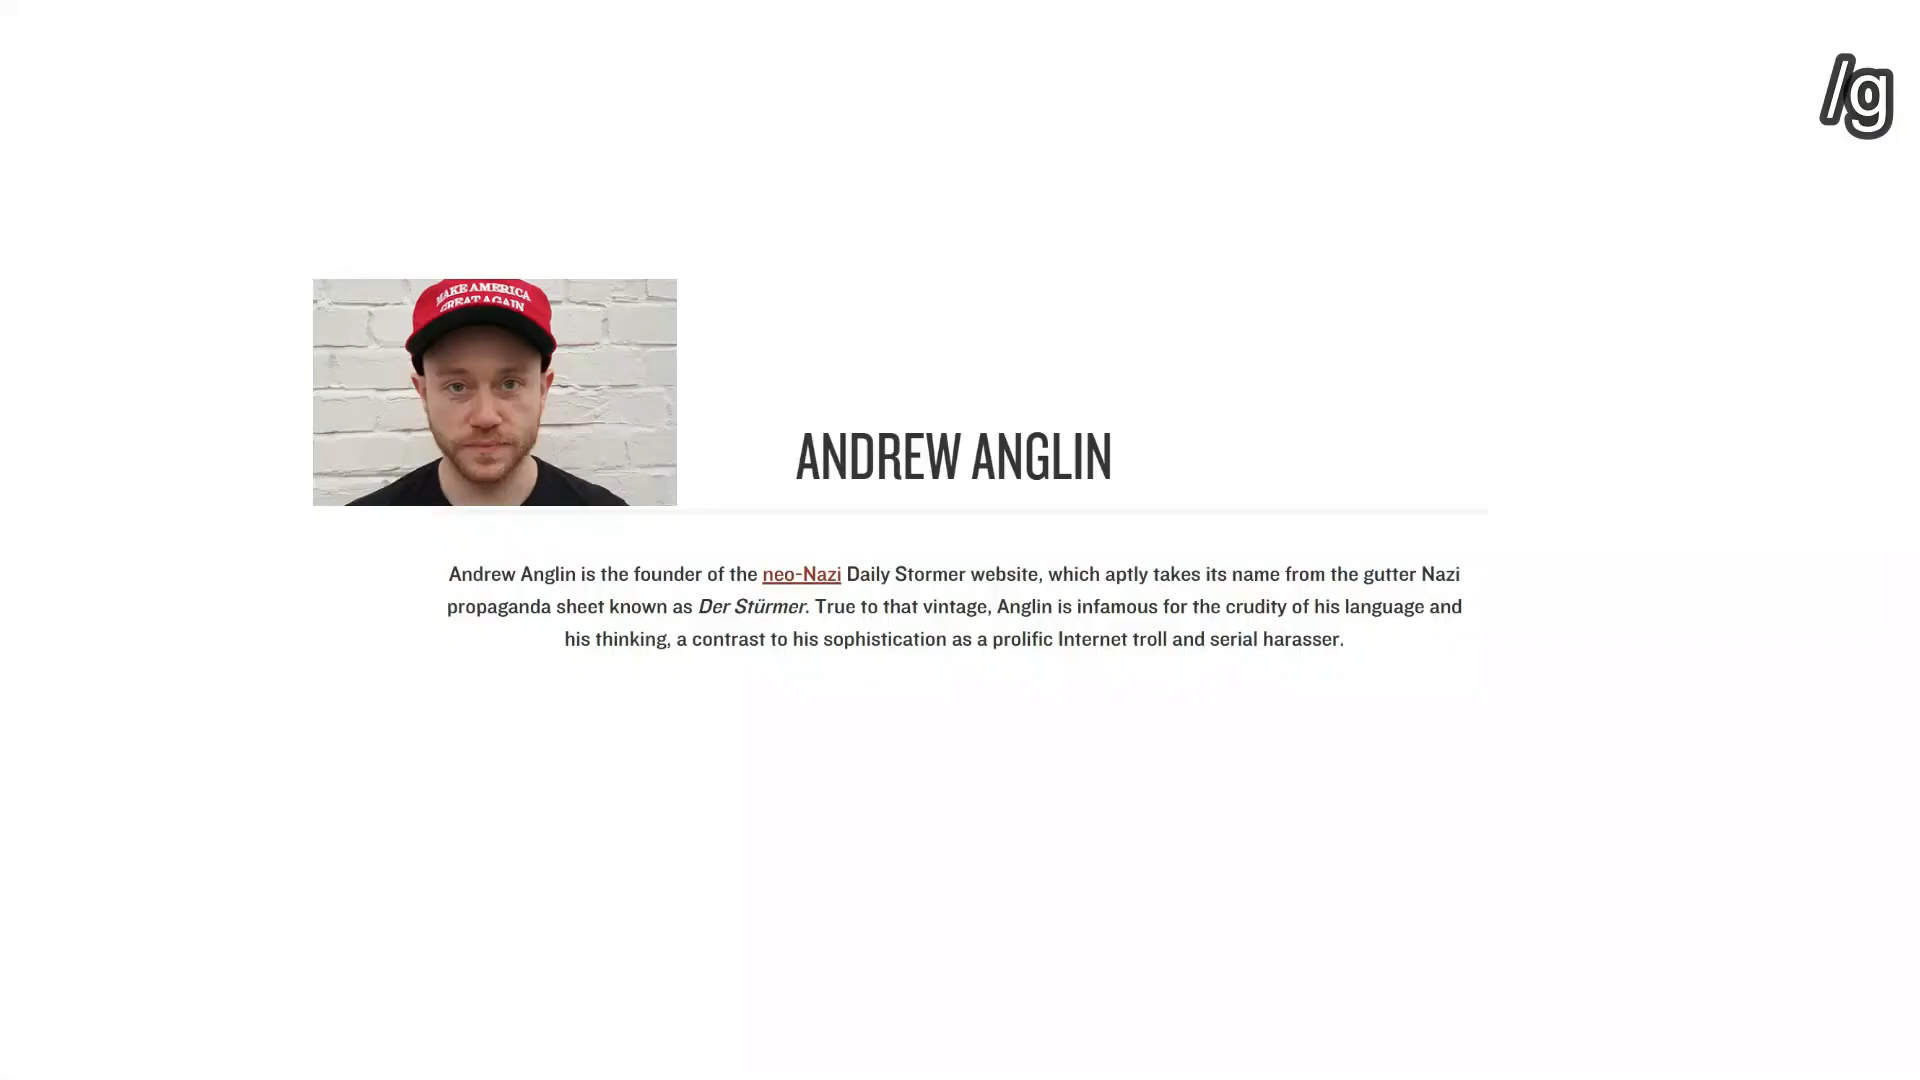 /g
MAKE AMERICA
GREAT AGAIN
ANDREW ANGLIN
Andrew Anglin is the founder of the neo-Nazi Daily Stormer website, which aptly takes its name from the gutter Nazi
propaganda sheet known as Der Stürmer. True to that vintage, Anglin is infamous for the crudity of his language and
his thinking, a contrast to his sophistication as a prolific Internet troll and serial harasser.